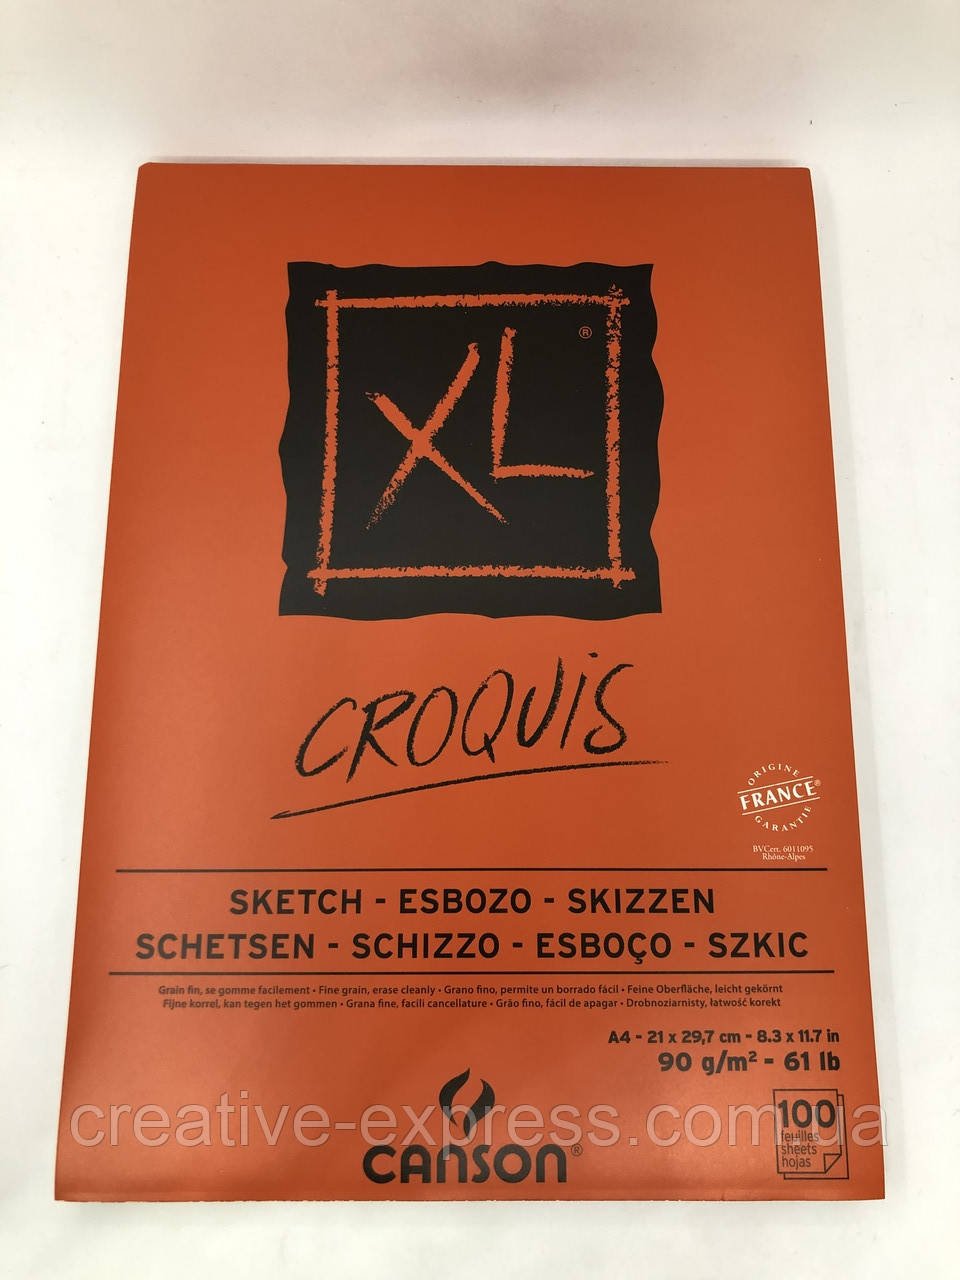 XL®
CROQUIS
ORIGINE
FRANCE®
GARANTIE
BVCert. 6011095
Rhône-Alpes
SKETCH - ESBOZO - SKIZZEN
SCHETSEN - SCHIZZO - ESBOÇO - SZKIC
Grain fin, se gomme facilement • Fine grain, erase cleanly • Grano fino, permite un borrado fácil • Feine Oberfläche, leicht gekörnt
Fijne korrel, kan tegen het gommen • Grana fine, facili cancellature • Grão fino, fácil de apagar • Drobnoziarnisty, łatwość korekt
A4 - 21 x 29,7 cm - 8.3 x 11.7 in
90 g/m² - 61 lb
creative-express.com.ua
100
feuilles
sheets
hojas
CANSON®